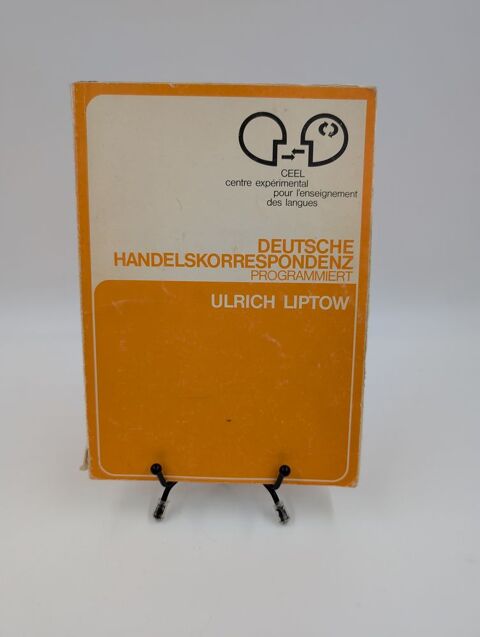 CEEL
centre expérimental
pour l'enseignement
des langues
DEUTSCHE
HANDELSKORRESPONDENZ
PROGRAMMIERT
ULRICH LIPTOW